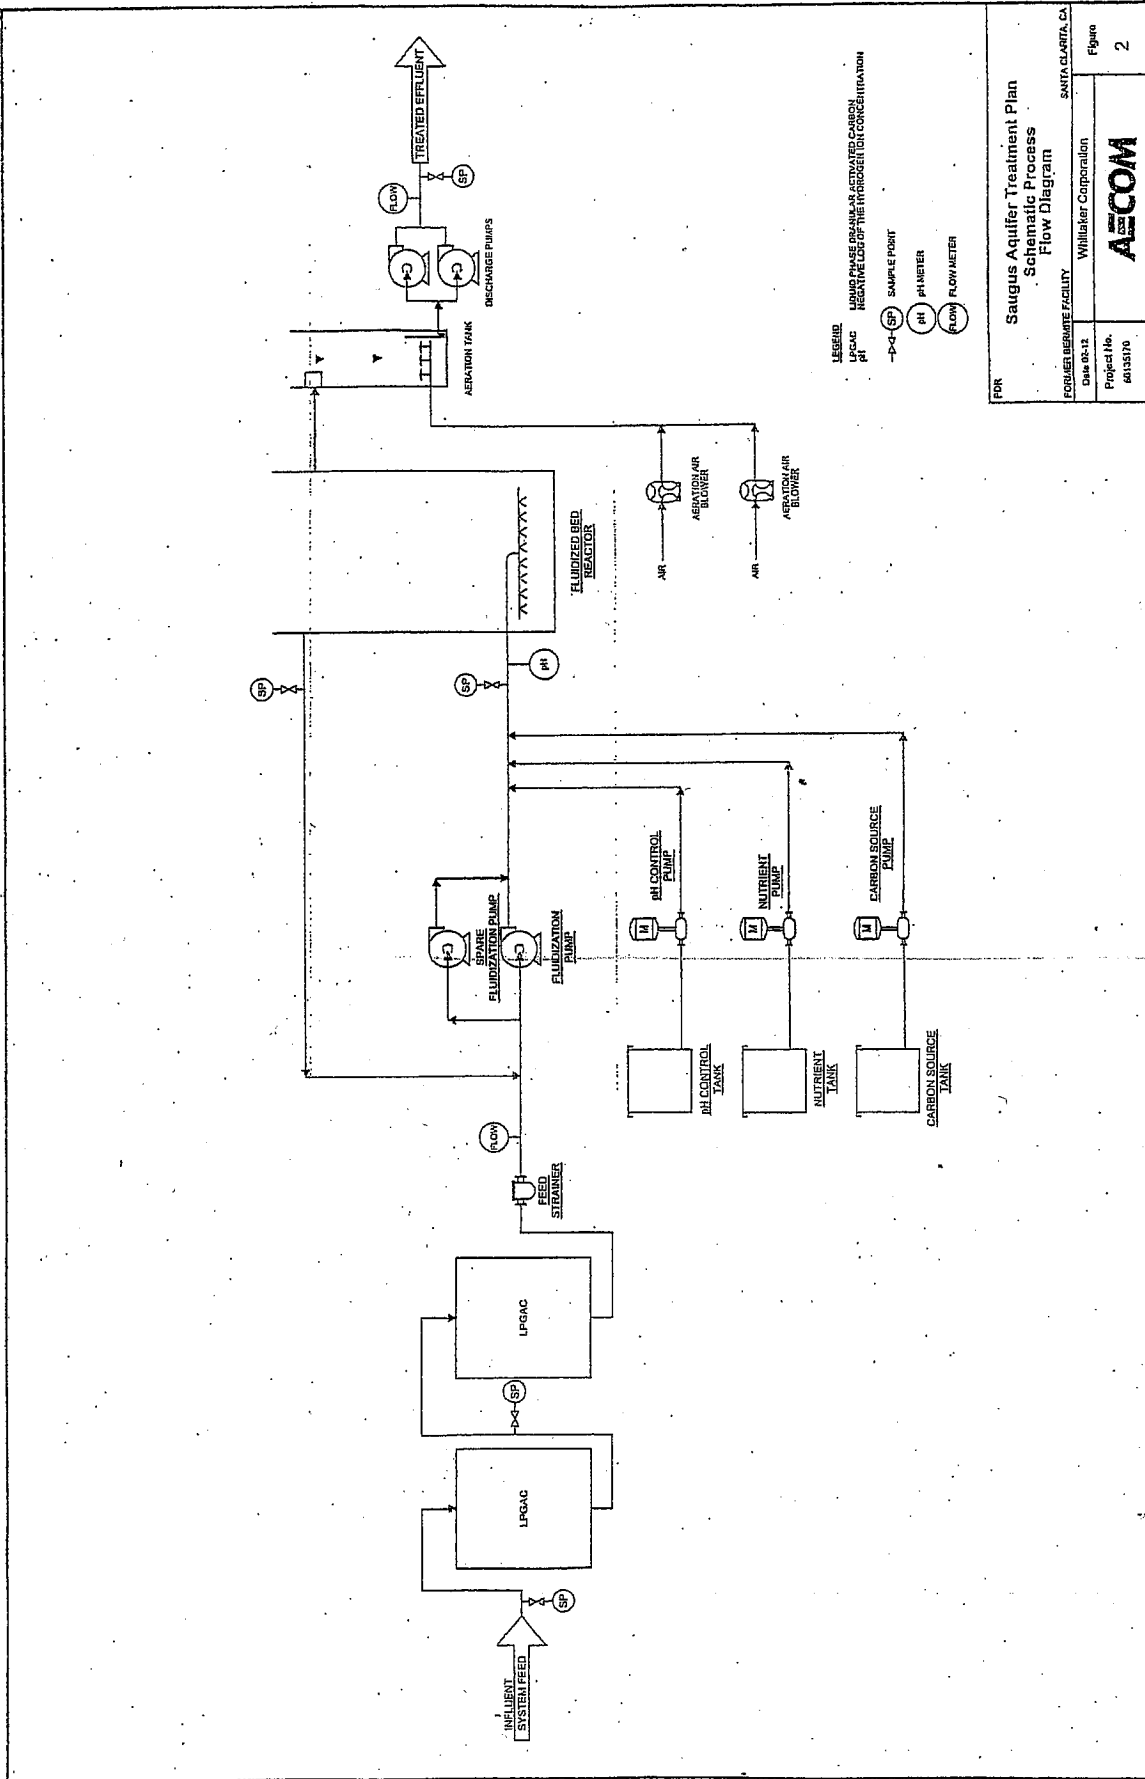 INFLUENT
SYSTEM FEED
SP
LPGAC
SP
LPGAC
FEED
STRAINER
FLOW
SPARE
FLUIDIZATION PUMP
FLUIDIZATION
PUMP
SP
SP
pH
FLUIDIZED BED
REACTOR
pH CONTROL
TANK
M
pH CONTROL
PUMP
NUTRIENT
TANK
M
NUTRIENT
PUMP
CARBON SOURCE
TANK
M
CARBON SOURCE
PUMP
AIR
AERATION AIR
BLOWER
AIR
AERATION AIR
BLOWER
AERATION TANK
DISCHARGE PUMPS
FLOW
SP
TREATED EFFLUENT
LEGEND
LPGAC LIQUID PHASE GRANULAR ACTIVATED CARBON
pH NEGATIVE LOG OF THE HYDROGEN ION CONCENTRATION
SP SAMPLE POINT
pH pH METER
FLOW FLOW METER
PDR
Saugus Aquifer Treatment Plan
Schematic Process
Flow Diagram
FORMER BERMITE FACILITY SANTA CLARITA, CA
Date 02-12
Whittaker Corporation
Figure
2
Project No.
60135170
AECOM